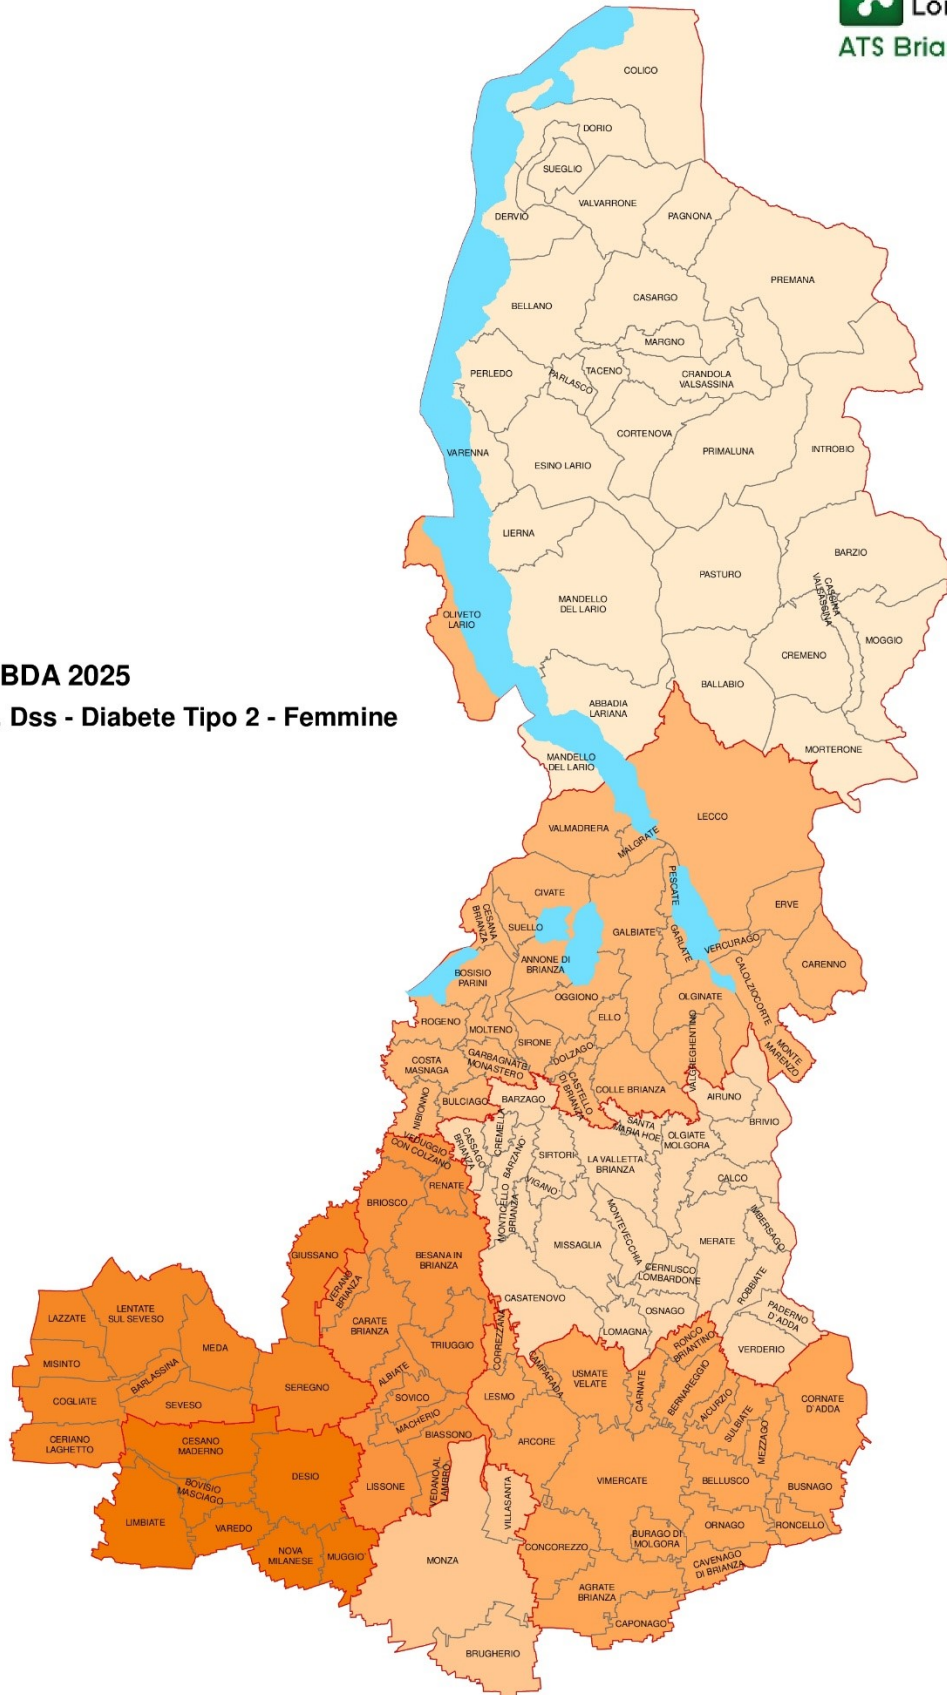 Lo
ATS Bria
COLICO
DORIO
SUEGLIO
VALVARRONE
DERVIO
PAGNONA
PREMANA
BELLANO
CASARGO
MARGNO
PERLEDO
PARLASCO
TACENO
CRANDOLA
VALSASSINA
CORTENOVA
VARENNA
ESINO LARIO
PRIMALUNA
INTROBIO
LIERNA
BARZIO
PASTURO
MANDELLO
DEL LARIO
CASSINA
VALSASSINA
OLIVETO
LARIO
MOGGIO
CREMENO
BDA 2025
BALLABIO
ABBADIA
LARIANA
Dss - Diabete Tipo 2 - Femmine
MORTERONE
MANDELLO
DEL LARIO
LECCO
VALMADRERA
MALGRATE
PESCATE
CIVATE
ERVE
CESANA
BRIANZA
SUELLO
GALBIATE
GARLATE
VERCURAGO
ANNONE DI
BRIANZA
CARENNO
BOSISIO
PARINI
CALOLZIOCORTE
OGGIONO
OLGINATE
ELLO
ROGENO
MOLTENO
SIRONE
VALGREGHENTINO
DOLZAGO
MONTE
MARENZO
COSTA
MASNAGA
GARBAGNATE
MONASTERO
CASTELLO
DI BRIANZA
COLLE BRIANZA
NIBIONNO
BULCIAGO
BARZAGO
AIRUNO
BRIVIO
SANTA
MARIA HOE
OLGIATE
MOLGORA
CREMELLA
CASSAGO
BRIANZA
BARZANO'
SIRTORI
LA VALLETTA
BRIANZA
VEDUGGIO
CON COLZANO
RENATE
VIGANO
CALCO
BRIOSCO
MONTICELLO
BRIANZA
MONTEVECCHIA
IMBERSAGO
MISSAGLIA
MERATE
GIUSSANO
BESANA IN
BRIANZA
CERNUSCO
LOMBARDONE
VERANO
BRIANZA
ROBBIATE
CASATENOVO
OSNAGO
PADERNO
D'ADDA
LAZZATE
LENTATE
SUL SEVESO
CARATE
BRIANZA
CORREZZANA
LOMAGNA
VERDERIO
MEDA
TRIUGGIO
RONCO
BRIANTINO
MISINTO
CAMPARADA
USMATE
VELATE
BARLASSINA
ALBIATE
SEREGNO
CARNATE
BERNAREGGIO
COGLIATE
SEVESO
SOVICO
LESMO
AICURZIO
CORNATE
D'ADDA
MACHERIO
SULBIATE
CERIANO
LAGHETTO
CESANO
MADERNO
BIASSONO
ARCORE
MEZZAGO
DESIO
LISSONE
VEDANO AL
LAMBRO
VIMERCATE
BELLUSCO
BUSNAGO
BOVISIO
MASCIAGO
VILLASANTA
LIMBIATE
VAREDO
ORNAGO
RONCELLO
BURAGO DI
MOLGORA
CONCOREZZO
NOVA
MILANESE
MUGGIO'
MONZA
CAVENAGO
DI BRIANZA
AGRATE
BRIANZA
CAPONAGO
BRUGHERIO